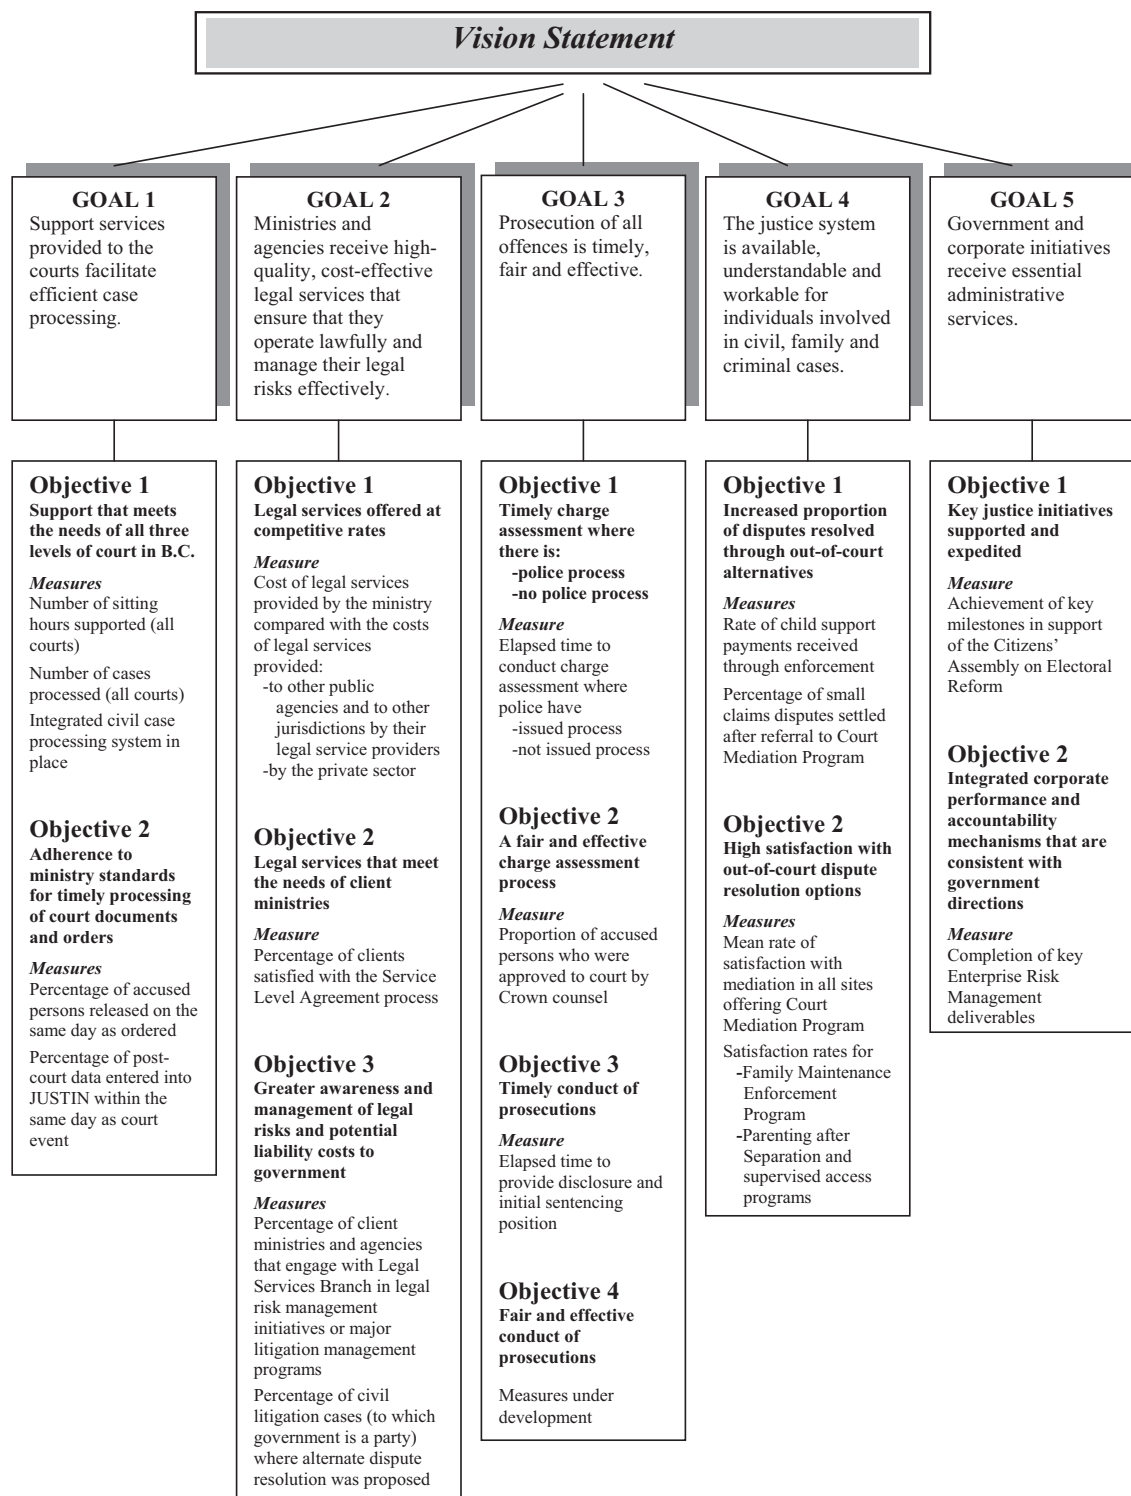 Vision Statement
GOAL 1
Support services
provided to the
courts facilitate
efficient case
processing.
GOAL 2
Ministries and
agencies receive high-
quality, cost-effective
legal services that
ensure that they
operate lawfully and
manage their legal
risks effectively.
GOAL 3
Prosecution of all
offences is timely,
fair and effective.
GOAL 4
The justice system
is available,
understandable and
workable for
individuals involved
in civil, family and
criminal cases.
GOAL 5
Government and
corporate initiatives
receive essential
administrative
services.
Objective 1
Support that meets
the needs of all three
levels of court in B.C.
Measures
Number of sitting
hours supported (all
courts)
Number of cases
processed (all courts)
Integrated civil case
processing system in
place
Objective 2
Adherence to
ministry standards
for timely processing
of court documents
and orders
Measures
Percentage of accused
persons released on the
same day as ordered
Percentage of post-
court data entered into
JUSTIN within the
same day as court
event
Objective 1
Legal services offered at
competitive rates
Measure
Cost of legal services
provided by the ministry
compared with the costs
of legal services
provided:
-to other public
agencies and to other
jurisdictions by their
legal service providers
-by the private sector
Objective 2
Legal services that meet
the needs of client
ministries
Measure
Percentage of clients
satisfied with the Service
Level Agreement process
Objective 3
Greater awareness and
management of legal
risks and potential
liability costs to
government
Measures
Percentage of client
ministries and agencies
that engage with Legal
Services Branch in legal
risk management
initiatives or major
litigation management
programs
Percentage of civil
litigation cases (to which
government is a party)
where alternate dispute
resolution was proposed
Objective 1
Timely charge
assessment where
there is:
-police process
-no police process
Measure
Elapsed time to
conduct charge
assessment where
police have
-issued process
-not issued process
Objective 2
A fair and effective
charge assessment
process
Measure
Proportion of accused
persons who were
approved to court by
Crown counsel
Objective 3
Timely conduct of
prosecutions
Measure
Elapsed time to
provide disclosure and
initial sentencing
position
Objective 4
Fair and effective
conduct of
prosecutions
Measures under
development
Objective 1
Increased proportion
of disputes resolved
through out-of-court
alternatives
Measures
Rate of child support
payments received
through enforcement
Percentage of small
claims disputes settled
after referral to Court
Mediation Program
Objective 2
High satisfaction with
out-of-court dispute
resolution options
Measures
Mean rate of
satisfaction with
mediation in all sites
offering Court
Mediation Program
Satisfaction rates for
-Family Maintenance
Enforcement
Program
-Parenting after
Separation and
supervised access
programs
Objective 1
Key justice initiatives
supported and
expedited
Measure
Achievement of key
milestones in support
of the Citizens’
Assembly on Electoral
Reform
Objective 2
Integrated corporate
performance and
accountability
mechanisms that are
consistent with
government
directions
Measure
Completion of key
Enterprise Risk
Management
deliverables